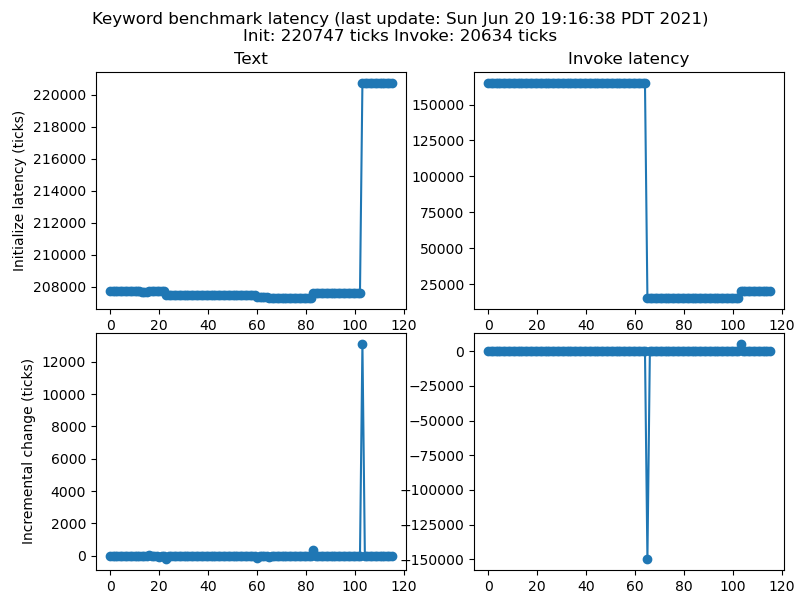 Keyword benchmark latency (last update: Sun Jun 20 19:16:38 PDT 2021)
Init: 220747 ticks Invoke: 20634 ticks
Text
Initialize latency (ticks)
220000
218000
216000
214000
212000
210000
208000
0 20 40 60 80 100 120
Invoke latency
150000
125000
100000
75000
50000
25000
0 20 40 60 80 100 120
Incremental change (ticks)
12000
10000
8000
6000
4000
2000
0
0 20 40 60 80 100 120
0
−25000
−50000
−75000
−100000
−125000
−150000
0 20 40 60 80 100 120